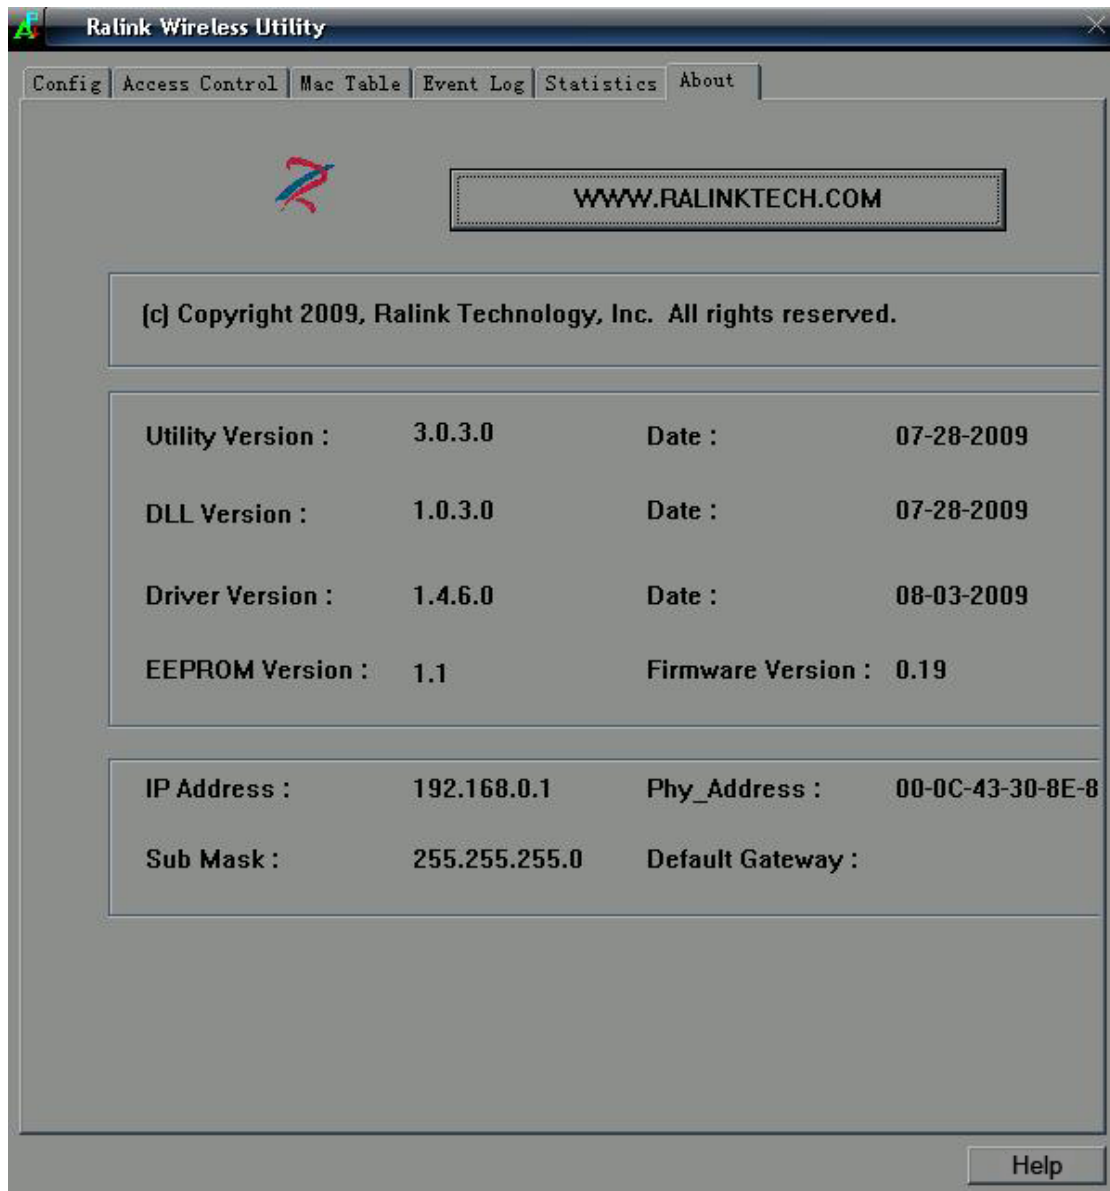 Ralink Wireless Utility
Config Access Control Mac Table Event Log Statistics About
WWW.RALINKTECH.COM
(c) Copyright 2009, Ralink Technology, Inc. All rights reserved.
Utility Version : 3.0.3.0 Date : 07-28-2009
DLL Version : 1.0.3.0 Date : 07-28-2009
Driver Version : 1.4.6.0 Date : 08-03-2009
EEPROM Version : 1.1 Firmware Version : 0.19
IP Address : 192.168.0.1 Phy_Address : 00-0C-43-30-8E-8
Sub Mask : 255.255.255.0 Default Gateway :
Help